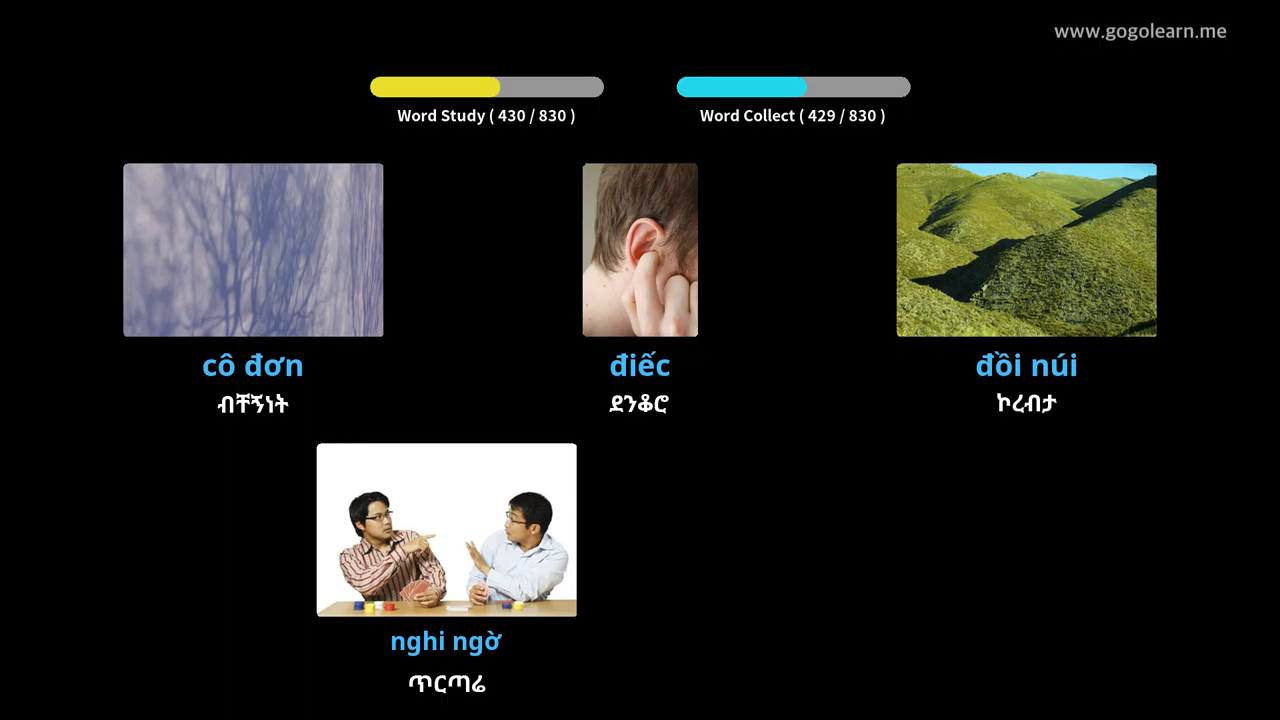 www.gogolearn.me
Word Study ( 430 / 830 )
Word Collect ( 429 / 830 )
cô đơn
ብቸኝነት
điếc
ደንቆሮ
đồi núi
ኮረብታ
nghi ngờ
ጥርጣሬ